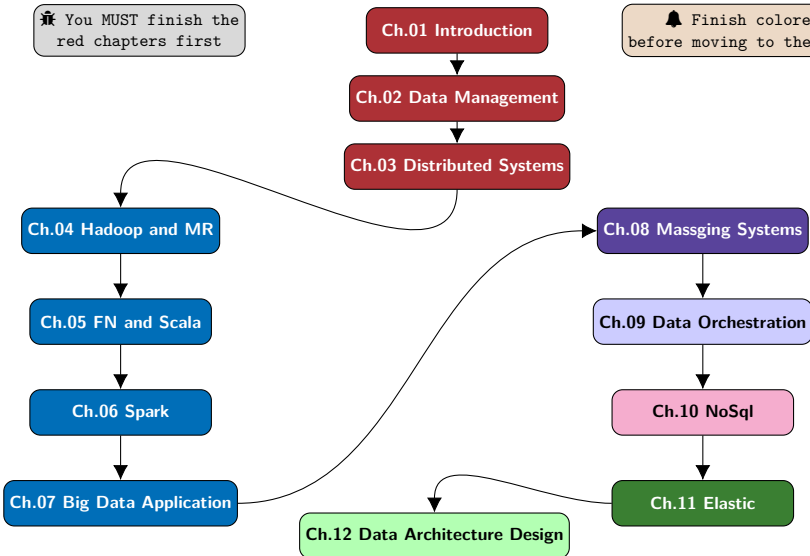 You MUST finish the
red chapters first
Finish colore
before moving to the
Ch.01 Introduction
Ch.02 Data Management
Ch.03 Distributed Systems
Ch.04 Hadoop and MR
Ch.05 FN and Scala
Ch.06 Spark
Ch.07 Big Data Application
Ch.08 Massging Systems
Ch.09 Data Orchestration
Ch.10 NoSql
Ch.11 Elastic
Ch.12 Data Architecture Design